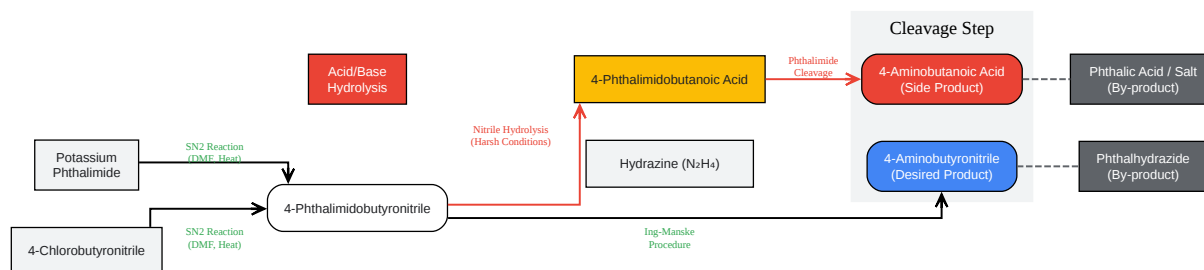 Cleavage Step
Acid/Base
Hydrolysis
4-Phthalimidobutanoic Acid
Phthalimide
Cleavage
4-Aminobutanoic Acid
(Side Product)
Phthalic Acid / Salt
(By-product)
Nitrile Hydrolysis
(Harsh Conditions)
Potassium
Phthalimide
SN2 Reaction
(DMF, Heat)
Hydrazine (N₂H₄)
4-Aminobutyronitrile
(Desired Product)
Phthalhydrazide
(By-product)
4-Phthalimidobutyronitrile
4-Chlorobutyronitrile
SN2 Reaction
(DMF, Heat)
Ing-Manske
Procedure